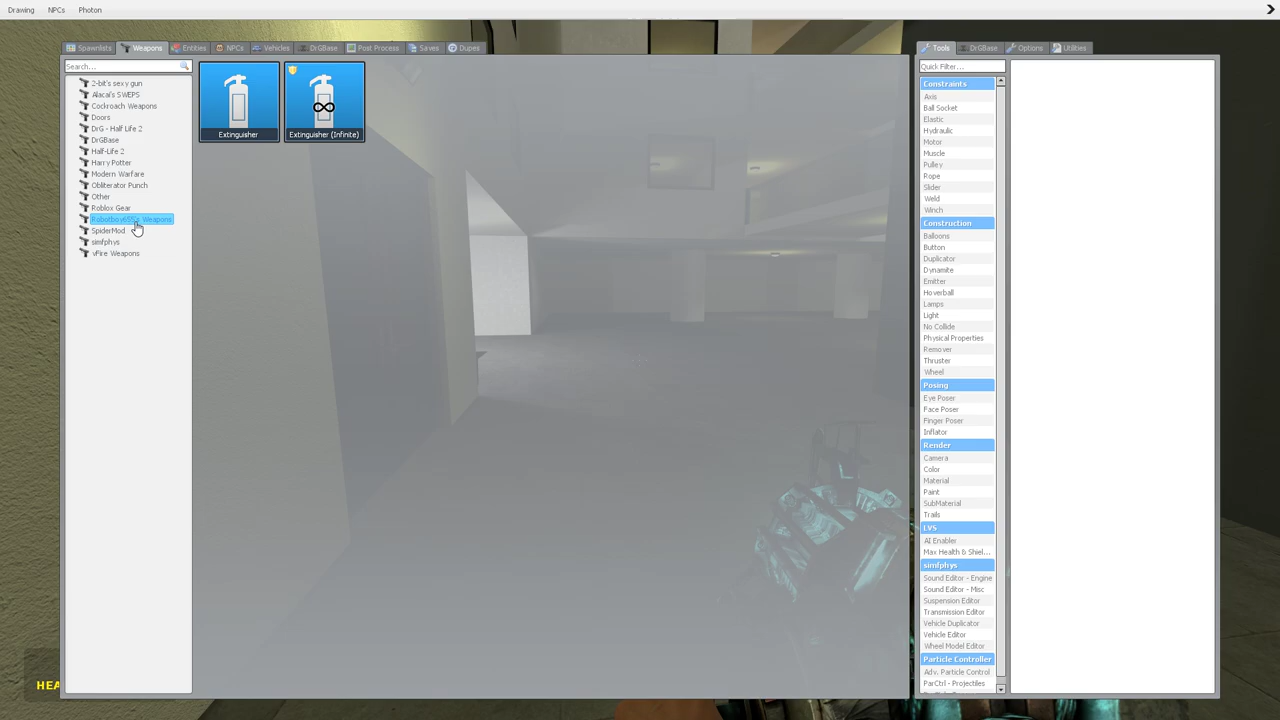 Drawing NPCs Photon
Spawnlists Weapons Entities NPCs Vehicles DrGBase Post Process Saves Dupes
Tools DrGBase Options Utilities
Search...
2-bit's sexy gun
Alacai's SWEPS
Cockroach Weapons
Doors
DrG - Half Life 2
DrGBase
Half-Life 2
Harry Potter
Modern Warfare
Obliterator Punch
Other
Roblox Gear
Robotboy655's Weapons
SpiderMod
simfphys
vFire Weapons
Extinguisher
Extinguisher (Infinite)
HEA
Quick Filter...
Constraints
Axis
Ball Socket
Elastic
Hydraulic
Motor
Muscle
Pulley
Rope
Slider
Weld
Winch
Construction
Balloons
Button
Duplicator
Dynamite
Emitter
Hoverball
Lamps
Light
No Collide
Physical Properties
Remover
Thruster
Wheel
Posing
Eye Poser
Face Poser
Finger Poser
Inflator
Render
Camera
Color
Material
Paint
SubMaterial
Trails
LVS
AI Enabler
Max Health & Shiel...
simfphys
Sound Editor - Engine
Sound Editor - Misc
Suspension Editor
Transmission Editor
Vehicle Duplicator
Vehicle Editor
Wheel Model Editor
Particle Controller
Adv. Particle Control
ParCtrl - Projectiles